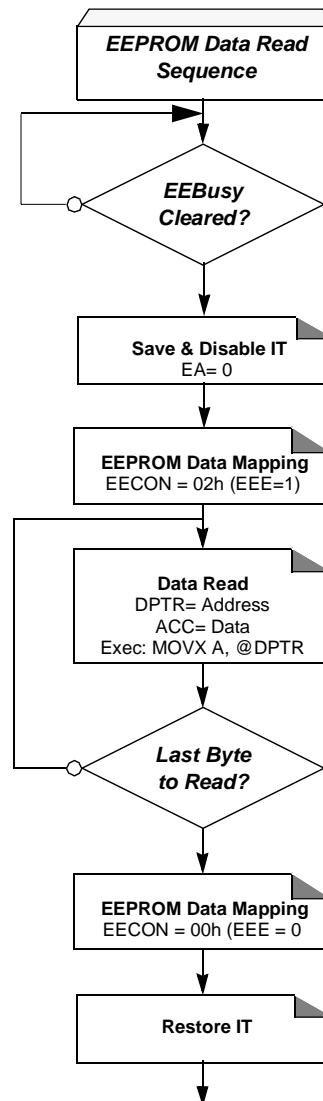 EEPROM Data Read
Sequence
EEBusy
Cleared?
Save & Disable IT
EA= 0
EEPROM Data Mapping
EECON = 02h (EEE=1)
Data Read
DPTR= Address
ACC= Data
Exec: MOVX A, @DPTR
Last Byte
to Read?
EEPROM Data Mapping
EECON = 00h (EEE = 0
Restore IT